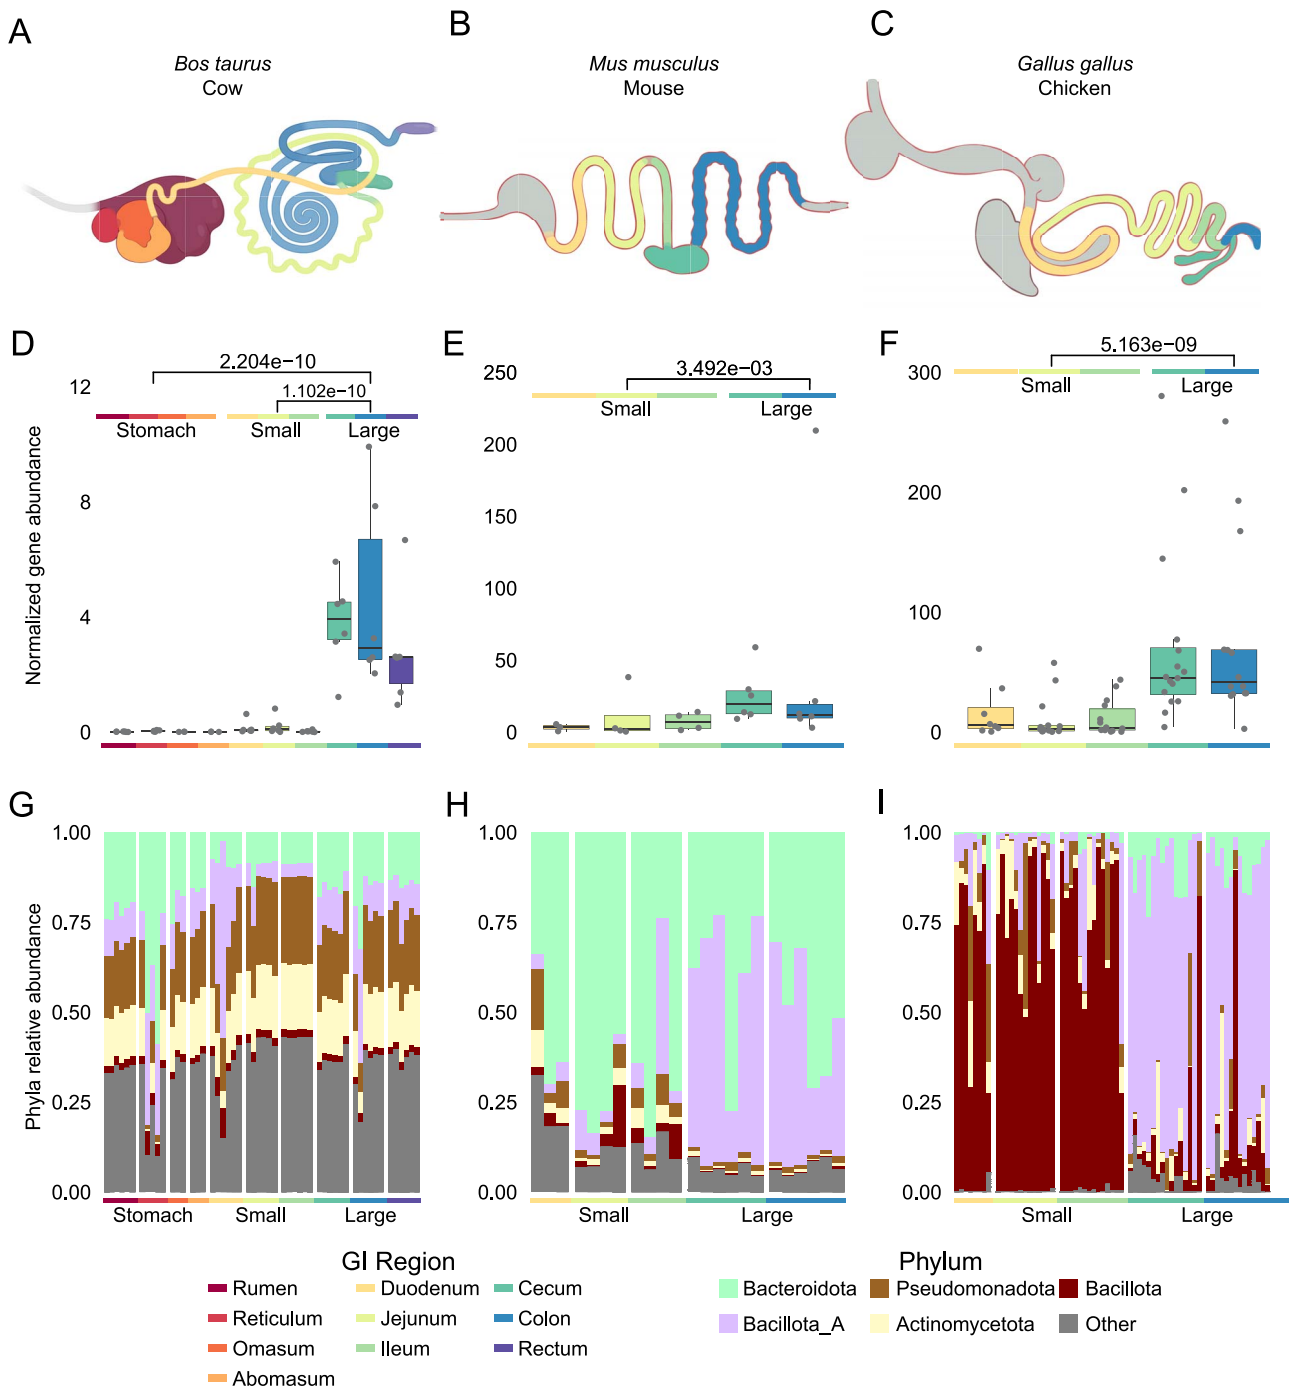 A
B
C
Bos taurus
Cow
Mus musculus
Mouse
Gallus gallus
Chicken
D
E
F
2.204e−10
1.102e−10
3.492e−03
5.163e−09
Stomach
Small
Large
Small
Large
Small
Large
Normalized gene abundance
12
8
4
0
250
200
150
100
50
0
300
200
100
0
G
H
I
Phyla relative abundance
1.00
0.75
0.50
0.25
0.00
1.00
0.75
0.50
0.25
0.00
1.00
0.75
0.50
0.25
0.00
Stomach
Small
Large
Small
Large
Small
Large
GI Region
Rumen
Reticulum
Omasum
Abomasum
Duodenum
Jejunum
Ileum
Cecum
Colon
Rectum
Phylum
Bacteroidota
Bacillota_A
Pseudomonadota
Actinomycetota
Bacillota
Other